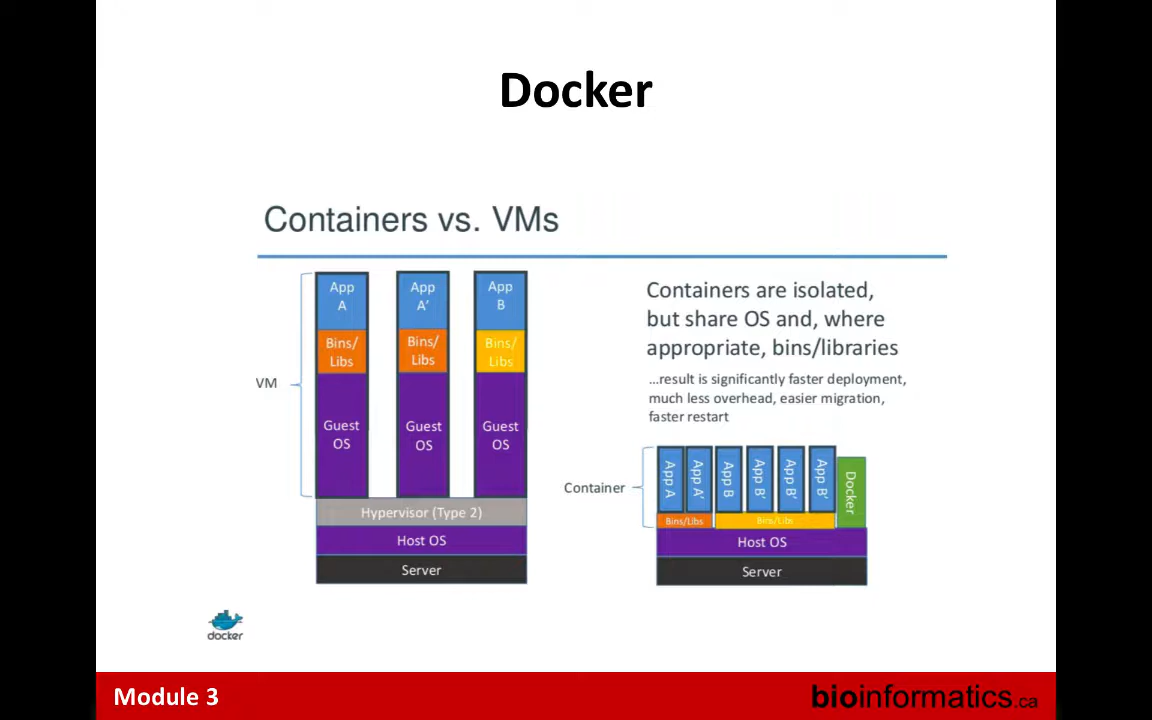 Docker
Containers vs. VMs
App
A
App
A’
App
B
Bins/
Libs
Bins/
Libs
Bins/
Libs
VM
Guest
OS
Guest
OS
Guest
OS
Hypervisor (Type 2)
Host OS
Server
Containers are isolated,
but share OS and, where
appropriate, bins/libraries
…result is significantly faster deployment,
much less overhead, easier migration,
faster restart
Container
App A
App A’
App B
App B’
App B’
App B’
Docker
Bins/Libs
Bins/Libs
Host OS
Server
docker
Module 3
bioinformatics.ca